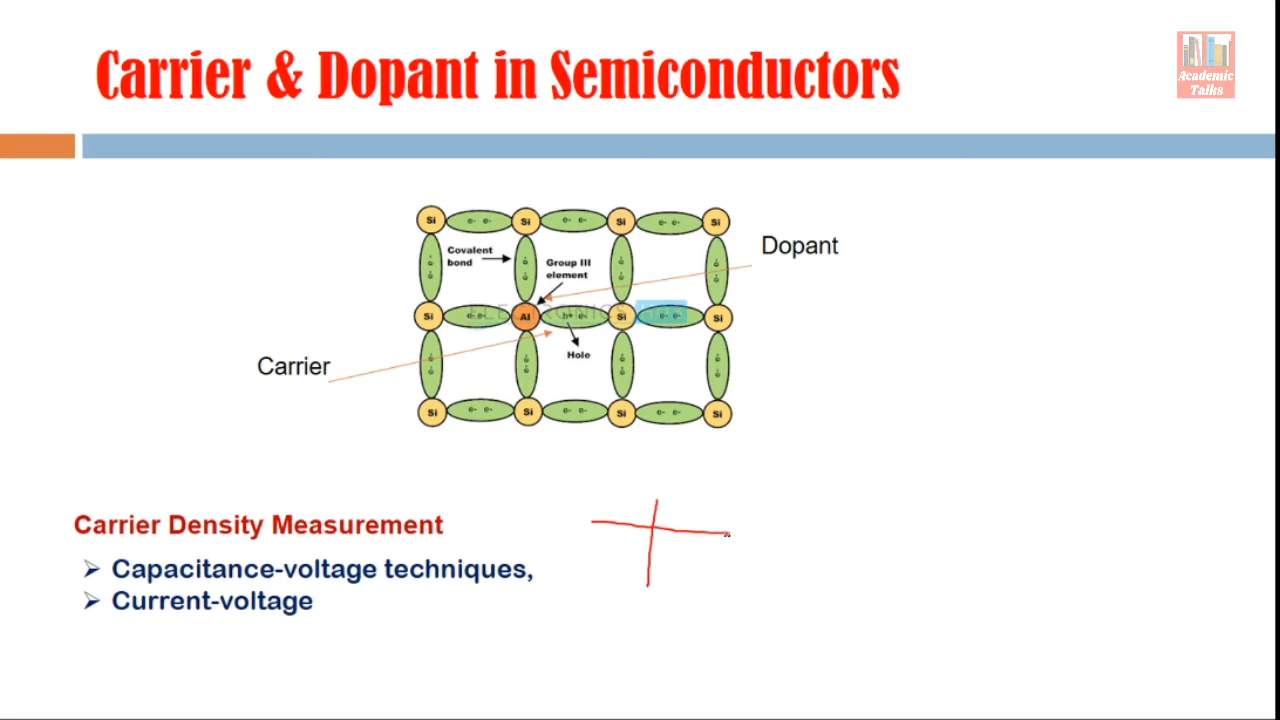 Carrier & Dopant in Semiconductors
Academic
Talks
Si e- e- Si e- e- Si e- e- Si
Covalent
bond
Group III
element
Dopant
Si e- e- Al h+ e- Si e- e- Si
Hole
Carrier
Si e- e- Si e- e- Si e- e- Si
Carrier Density Measurement
➢ Capacitance-voltage techniques,
➢ Current-voltage